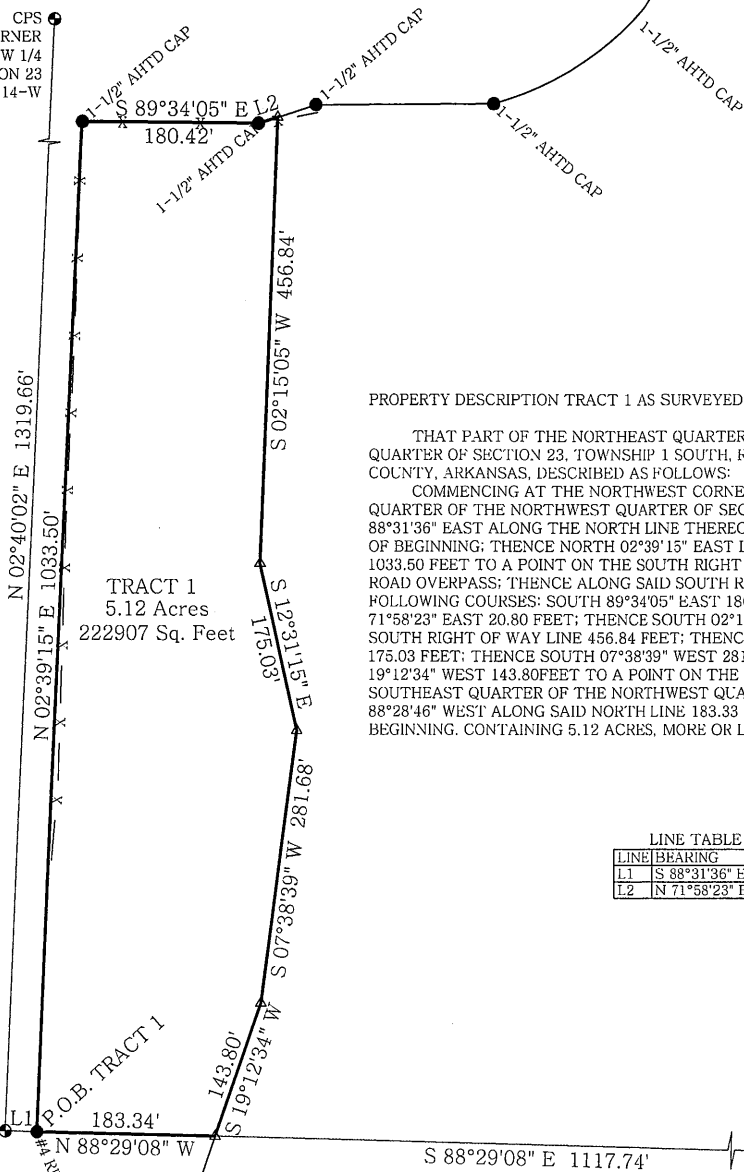 CPS
RNER
W 1/4
ON 23
14-W
1-1/2" AHTD CAP
1-1/2" AHTD CAP
1-1/2" AHTD CAP
S 89°34'05" E
L2
180.42'
1-1/2" AHTD CAP
1-1/2" AHTD CAP
S 02°15'05" W 456.84'
N 02°40'02" E 1319.66'
N 02°39'15" E 1033.50'
TRACT 1
5.12 Acres
222907 Sq. Feet
S 12°31'15" E
175.03'
S 07°38'39" W 281.68'
143.80'
S 19°12'34" W
P.O.B. TRACT 1
L1
183.34'
N 88°29'08" W
S 88°29'08" E 1117.74'
PROPERTY DESCRIPTION TRACT 1 AS SURVEYED
THAT PART OF THE NORTHEAST QUARTER
QUARTER OF SECTION 23, TOWNSHIP 1 SOUTH, R
COUNTY, ARKANSAS, DESCRIBED AS FOLLOWS:
COMMENCING AT THE NORTHWEST CORNE
QUARTER OF THE NORTHWEST QUARTER OF SEC
88°31'36" EAST ALONG THE NORTH LINE THEREO
OF BEGINNING; THENCE NORTH 02°39'15" EAST L
1033.50 FEET TO A POINT ON THE SOUTH RIGHT
ROAD OVERPASS; THENCE ALONG SAID SOUTH R
FOLLOWING COURSES: SOUTH 89°34'05" EAST 18
71°58'23" EAST 20.80 FEET; THENCE SOUTH 02°1
SOUTH RIGHT OF WAY LINE 456.84 FEET; THENC
175.03 FEET; THENCE SOUTH 07°38'39" WEST 281
19°12'34" WEST 143.80FEET TO A POINT ON THE
SOUTHEAST QUARTER OF THE NORTHWEST QUA
88°28'46" WEST ALONG SAID NORTH LINE 183.33
BEGINNING. CONTAINING 5.12 ACRES, MORE OR L
LINE TABLE
LINE BEARING
L1 S 88°31'36" E
L2 N 71°58'23" E
#4 R